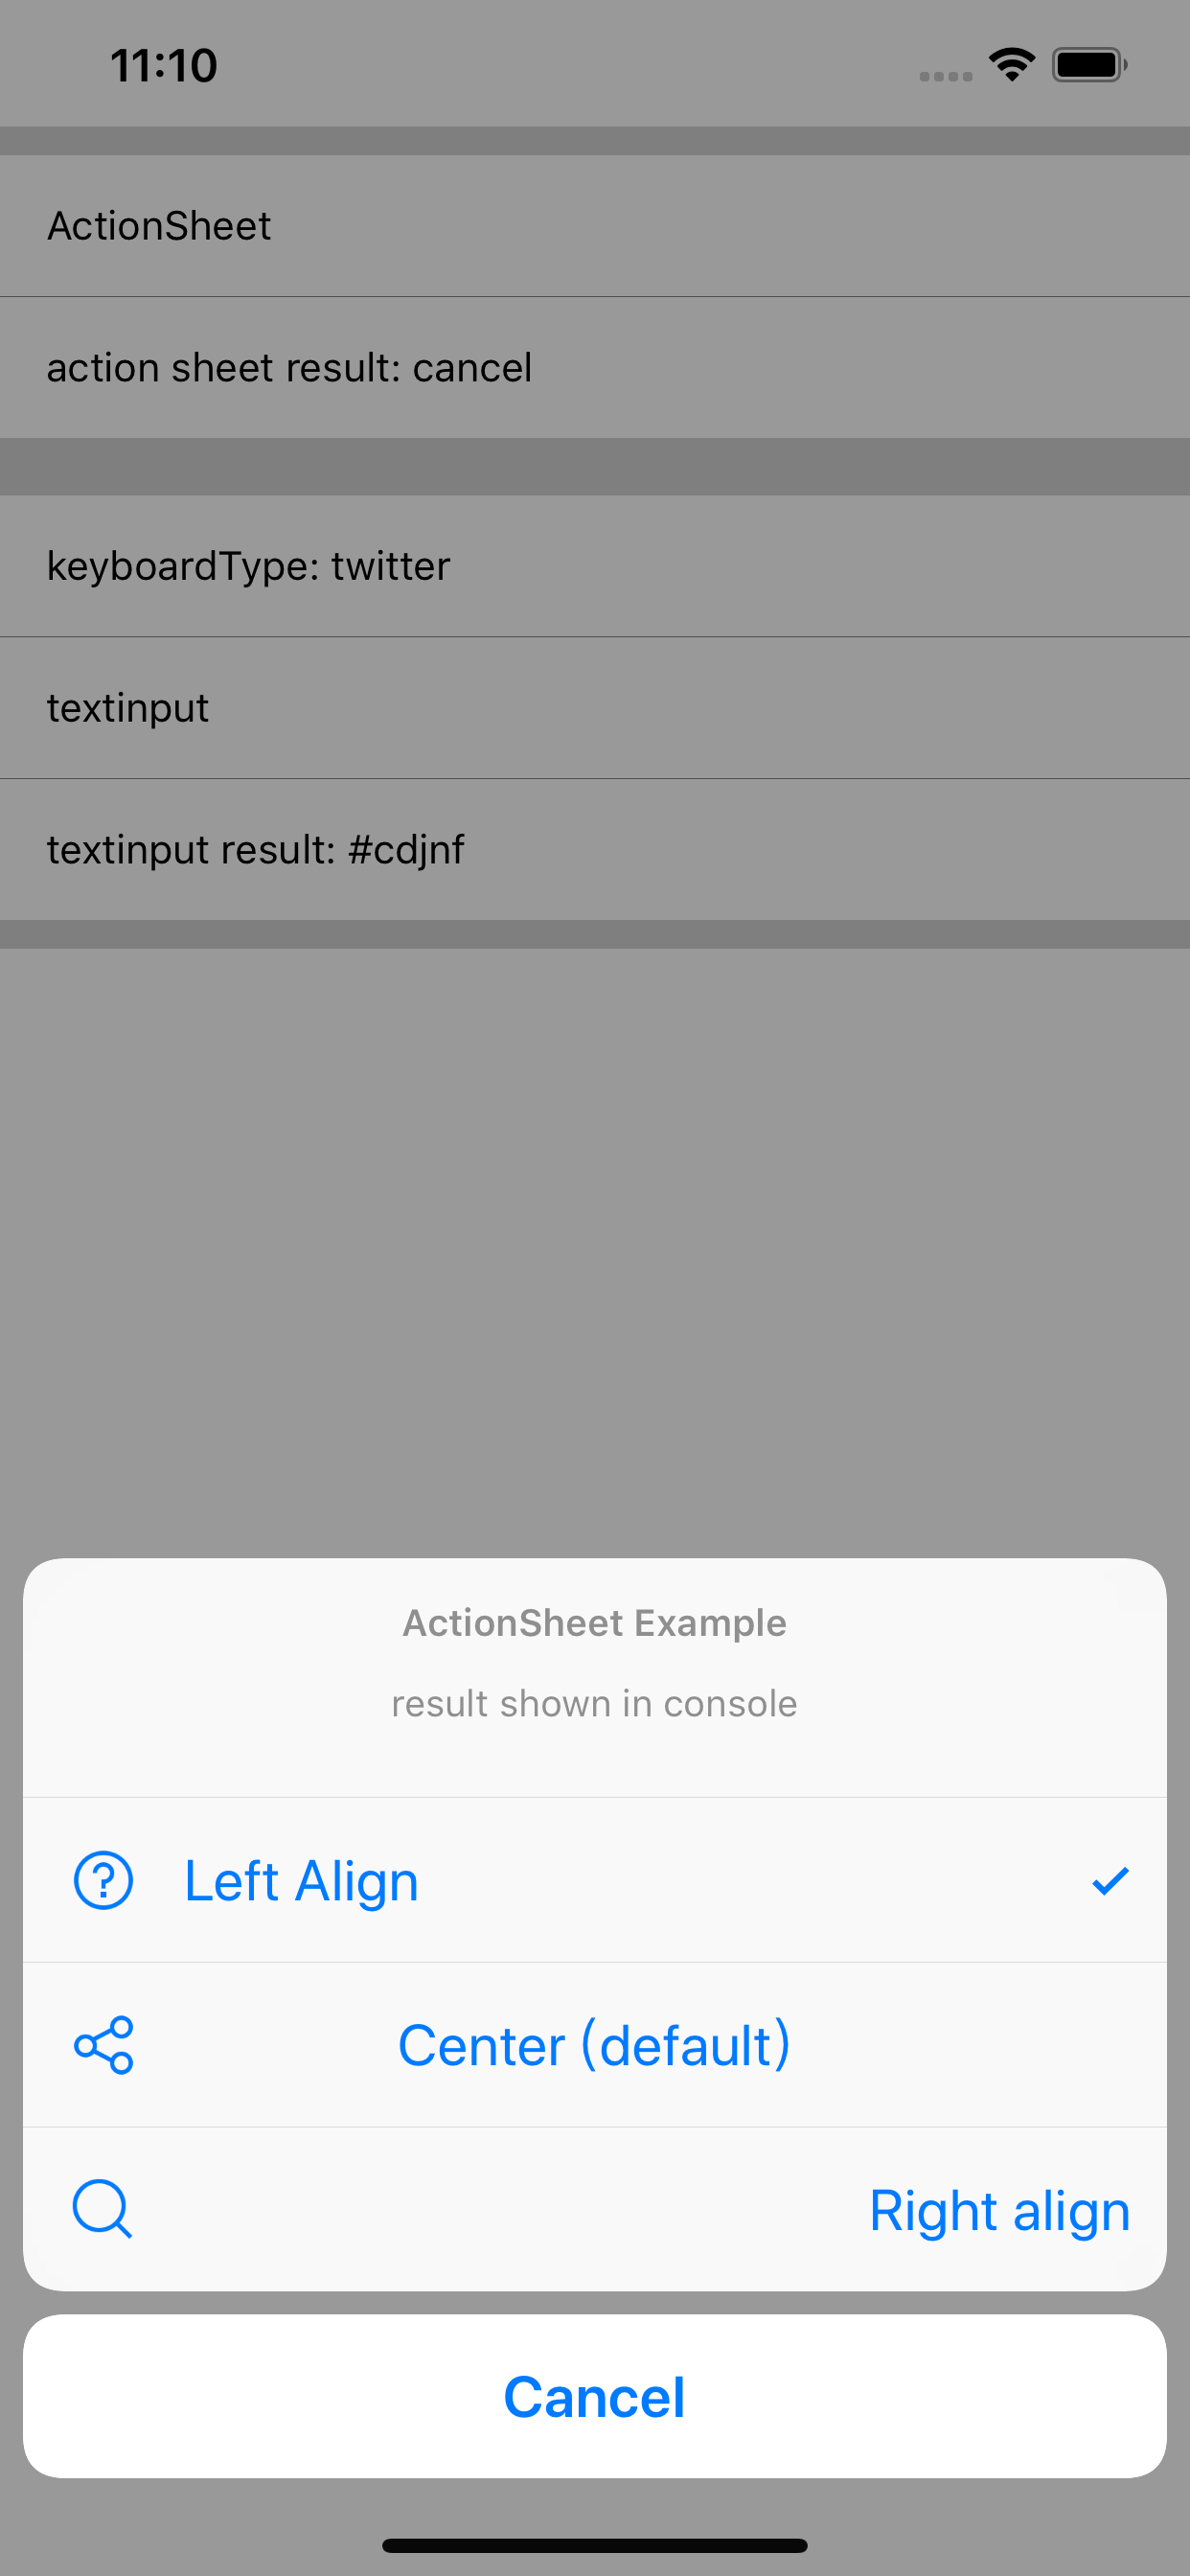 11:10
ActionSheet
action sheet result: cancel
keyboardType: twitter
textinput
textinput result: #cdjnf
ActionSheet Example
result shown in console
Left Align
Center (default)
Right align
Cancel